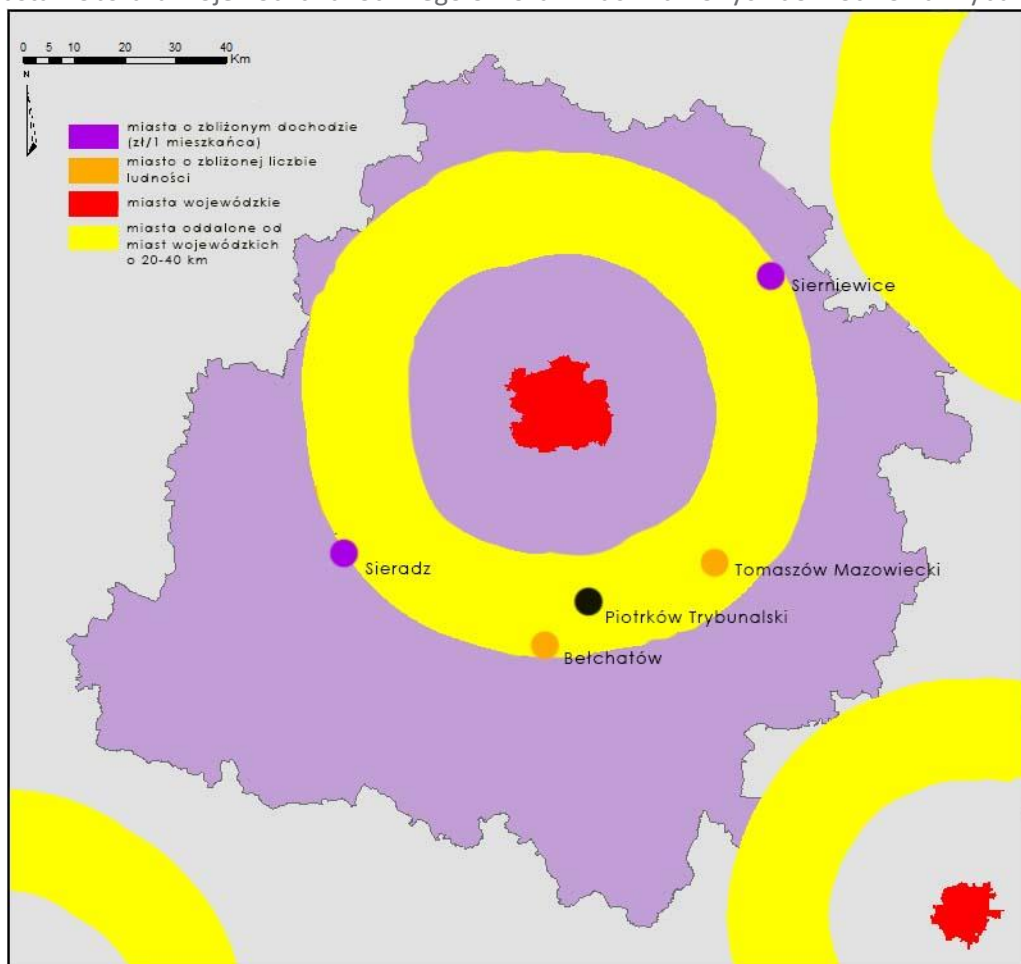 0 5 10 20 30 40
Km
N
miasta o zbliżonym dochodzie
(zł/1 mieszkańca)
miasto o zbliżonej liczbie
ludności
miasta wojewódzkie
miasta oddalone od
miast wojewódzkich
o 20-40 km
Sierniewice
Sieradz
Tomaszów Mazowiecki
Piotrków Trybunalski
Bełchatów